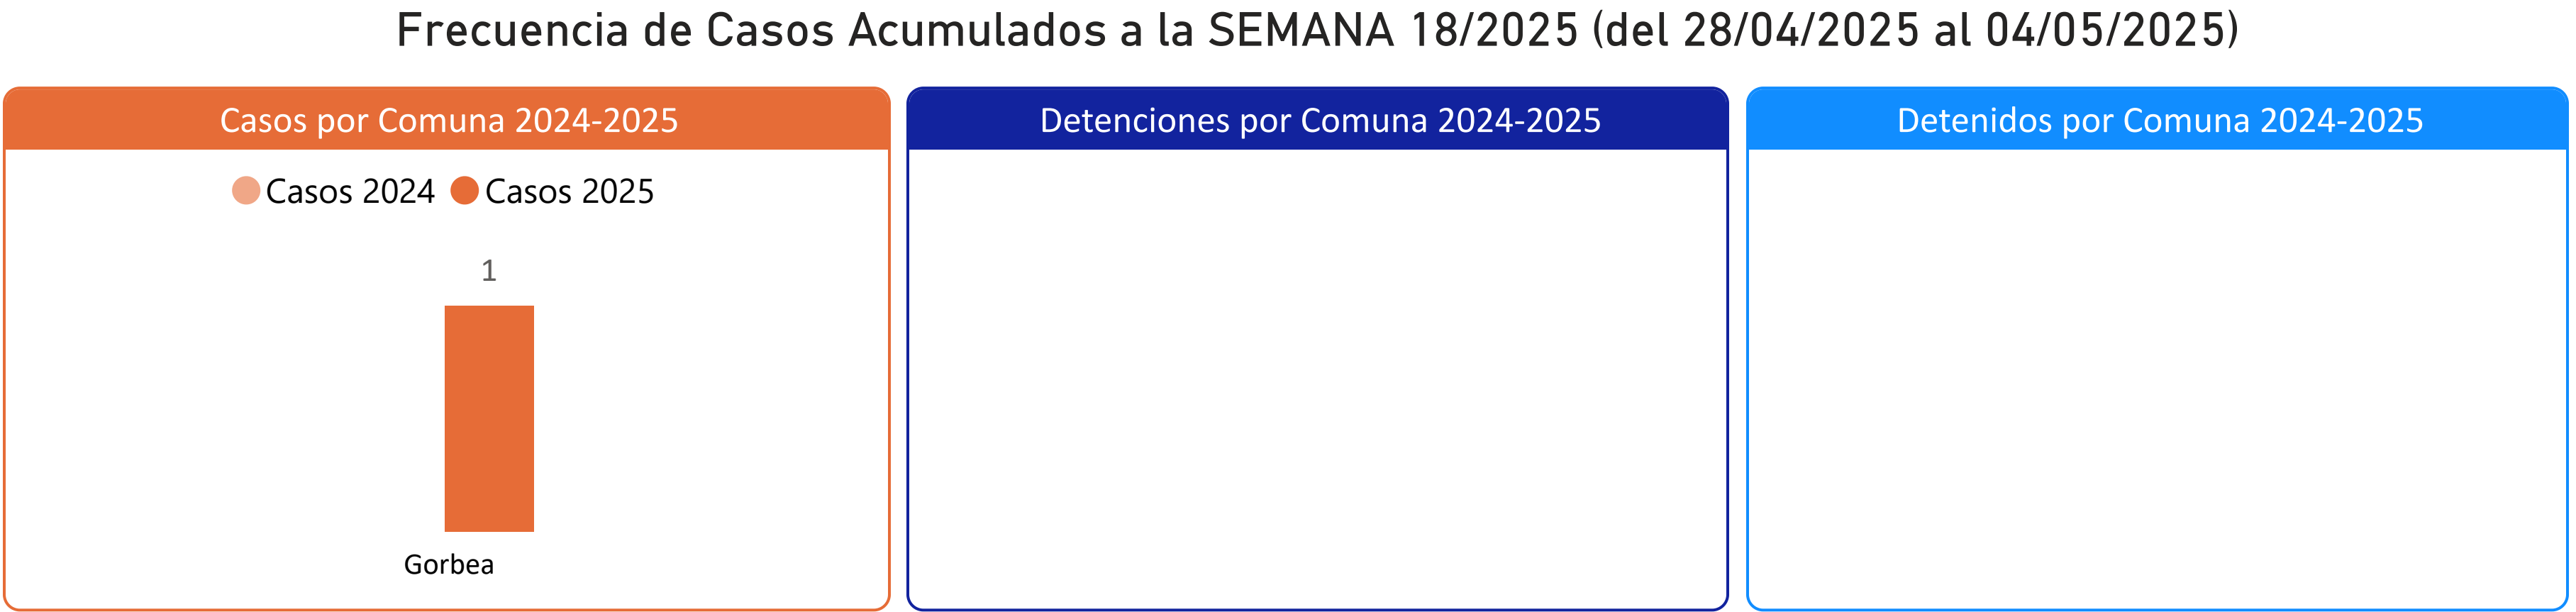 Frecuencia de Casos Acumulados a la SEMANA 18/2025 (del 28/04/2025 al 04/05/2025)
Casos por Comuna 2024-2025
Casos 2024 Casos 2025
1
Gorbea
Detenciones por Comuna 2024-2025
Detenidos por Comuna 2024-2025